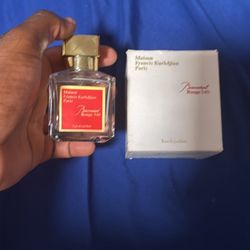 Maison
Francis Kurkdjian
Paris
Baccarat
Rouge 540
Maison
Francis Kurkdjian
Paris
Baccarat
Rouge 540